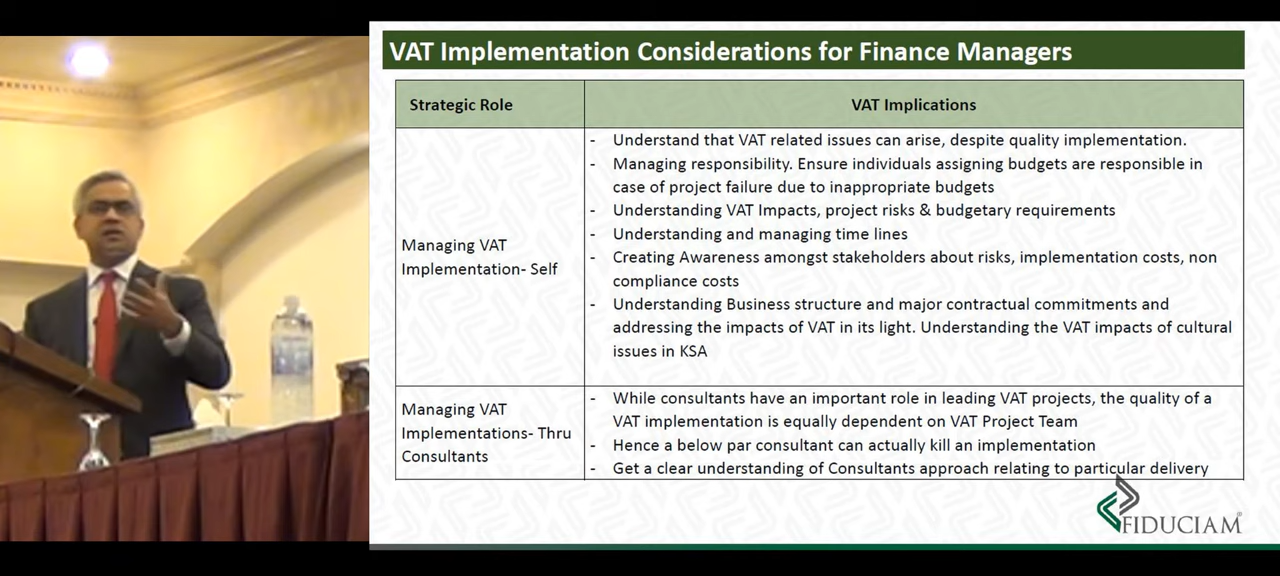 VAT Implementation Considerations for Finance Managers
Strategic Role
VAT Implications
Managing VAT
Implementation- Self
- Understand that VAT related issues can arise, despite quality implementation.
- Managing responsibility. Ensure individuals assigning budgets are responsible in
case of project failure due to inappropriate budgets
- Understanding VAT Impacts, project risks & budgetary requirements
- Understanding and managing time lines
- Creating Awareness amongst stakeholders about risks, implementation costs, non
compliance costs
- Understanding Business structure and major contractual commitments and
addressing the impacts of VAT in its light. Understanding the VAT impacts of cultural
issues in KSA
Managing VAT
Implementations- Thru
Consultants
- While consultants have an important role in leading VAT projects, the quality of a
VAT implementation is equally dependent on VAT Project Team
- Hence a below par consultant can actually kill an implementation
- Get a clear understanding of Consultants approach relating to particular delivery
FIDUCIAM®